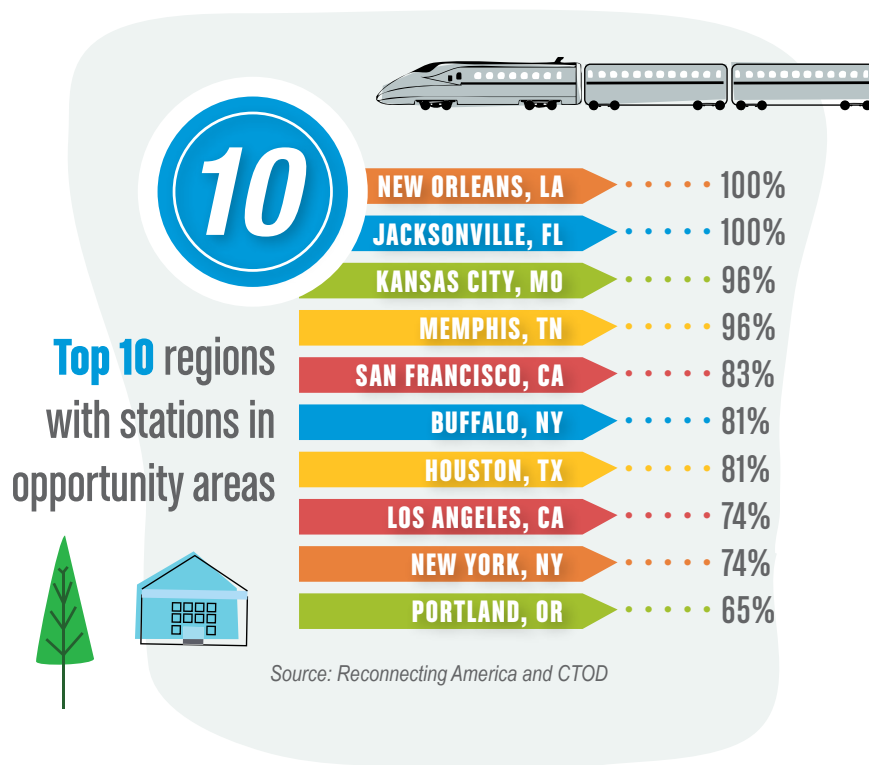 10
NEW ORLEANS, LA 100%
JACKSONVILLE, FL 100%
KANSAS CITY, MO 96%
MEMPHIS, TN 96%
SAN FRANCISCO, CA 83%
BUFFALO, NY 81%
HOUSTON, TX 81%
LOS ANGELES, CA 74%
NEW YORK, NY 74%
PORTLAND, OR 65%
Top 10 regions
with stations in
opportunity areas
Source: Reconnecting America and CTOD